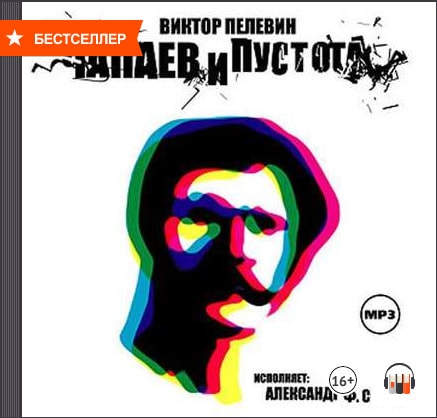 ВИКТОР ПЕЛЕВИН
БЕСТСЕЛЛЕР
ЧАПАЕВ И ПУСТОТА
MP3
ИСПОЛНЯЕТ:
16+
АЛЕКСАНДР Ф. С